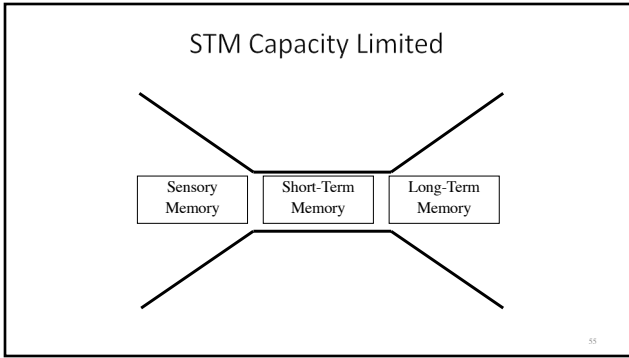 STM Capacity Limited
Sensory
Memory
Short-Term
Memory
Long-Term
Memory
55